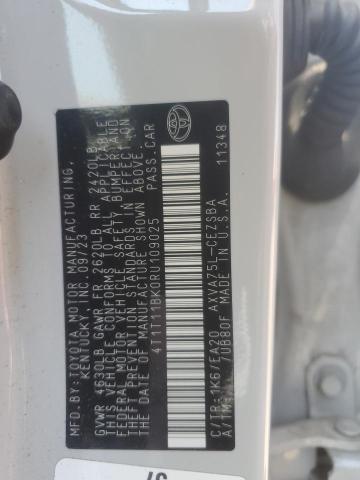 MFD.BY:TOYOTA MOTOR MANUFACTURING,
KENTUCKY, INC. 09/23
GVWR 4630LB GAWR FR 2620LB RR 2420LB
THIS VEHICLE CONFORMS TO ALL APPLICABLE
FEDERAL MOTOR VEHICLE SAFETY, BUMPER, AND
THEFT PREVENTION STANDARDS IN EFFECT ON
THE DATE OF MANUFACTURE SHOWN ABOVE.
4T1T11BK0RU109025 PASS.CAR
C/TR: 1K6/EA20 AXVA75L-CEZSBA
A/TM: /UB80F MADE IN U.S.A. 11348